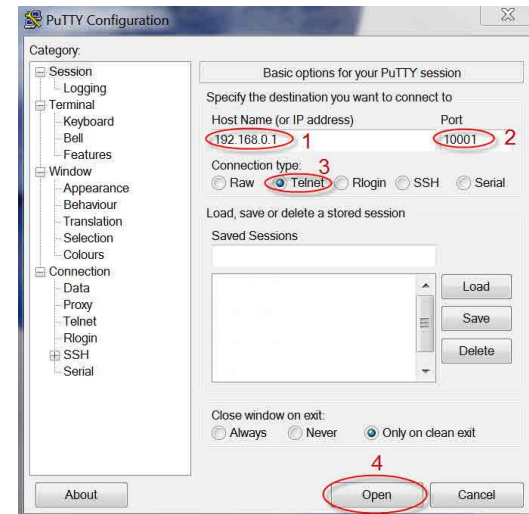 PuTTY Configuration
Category:
Session
Logging
Terminal
Keyboard
Bell
Features
Window
Appearance
Behaviour
Translation
Selection
Colours
Connection
Data
Proxy
Telnet
Rlogin
SSH
Serial
Basic options for your PuTTY session
Specify the destination you want to connect to
Host Name (or IP address) Port
192.168.0.1 1 10001 2
Connection type: 3
Raw Telnet Rlogin SSH Serial
Load, save or delete a stored session
Saved Sessions
Load
Save
Delete
Close window on exit:
Always Never Only on clean exit
4
About Open Cancel